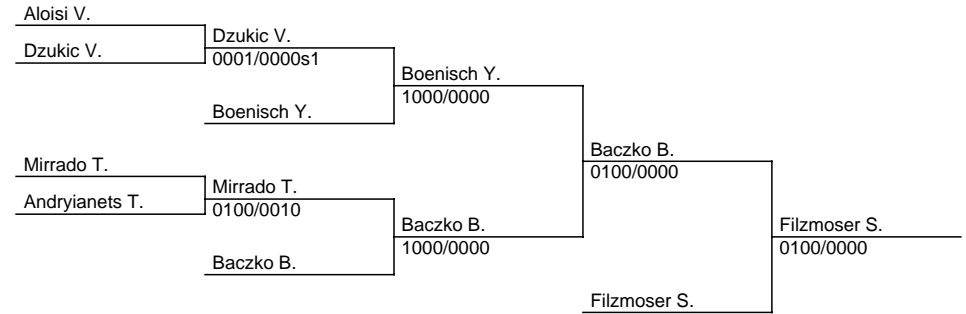 Aloisi V.
Dzukic V.
Dzukic V.
0001/0000s1
Boenisch Y.
1000/0000
Boenisch Y.
Baczko B.
0100/0000
Mirrado T.
Mirrado T.
0100/0010
Andryianets T.
Baczko B.
1000/0000
Filzmoser S.
0100/0000
Baczko B.
Filzmoser S.